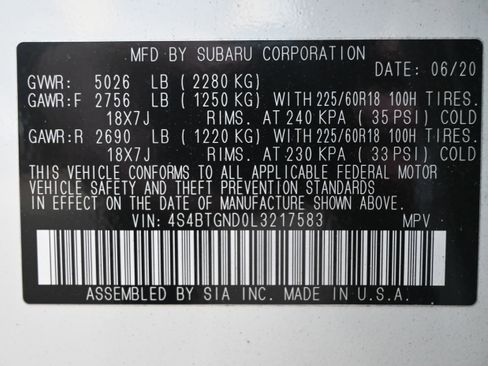 MFD BY SUBARU CORPORATION
DATE: 06/20
GVWR: 5026 LB (2280 KG)
GAWR:F 2756 LB (1250 KG) WITH 225/60R18 100H TIRES.
18X7J RIMS. AT 240 KPA (35 PSI) COLD
GAWR:R 2690 LB (1220 KG) WITH 225/60R18 100H TIRES.
18X7J RIMS. AT 230 KPA (33 PSI) COLD
THIS VEHICLE CONFORMS TO ALL APPLICABLE FEDERAL MOTOR
VEHICLE SAFETY AND THEFT PREVENTION STANDARDS
IN EFFECT ON THE DATE OF MANUFACTURE SHOWN ABOVE.
VIN: 4S4BTGND0L3217583 MPV
ASSEMBLED BY SIA INC. MADE IN U.S.A.